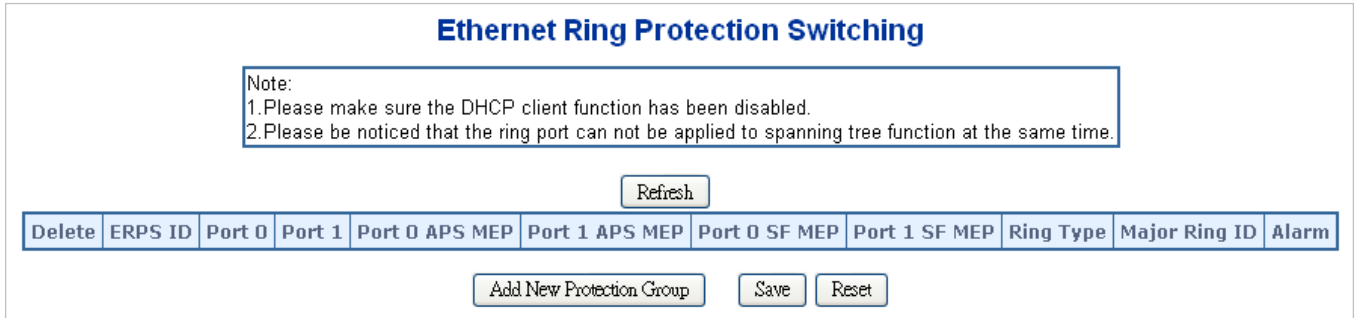 Ethernet Ring Protection Switching
Note:
1.Please make sure the DHCP client function has been disabled.
2.Please be noticed that the ring port can not be applied to spanning tree function at the same time.
Refresh
Delete ERPS ID Port 0 Port 1 Port 0 APS MEP Port 1 APS MEP Port 0 SF MEP Port 1 SF MEP Ring Type Major Ring ID Alarm
Add New Protection Group Save Reset